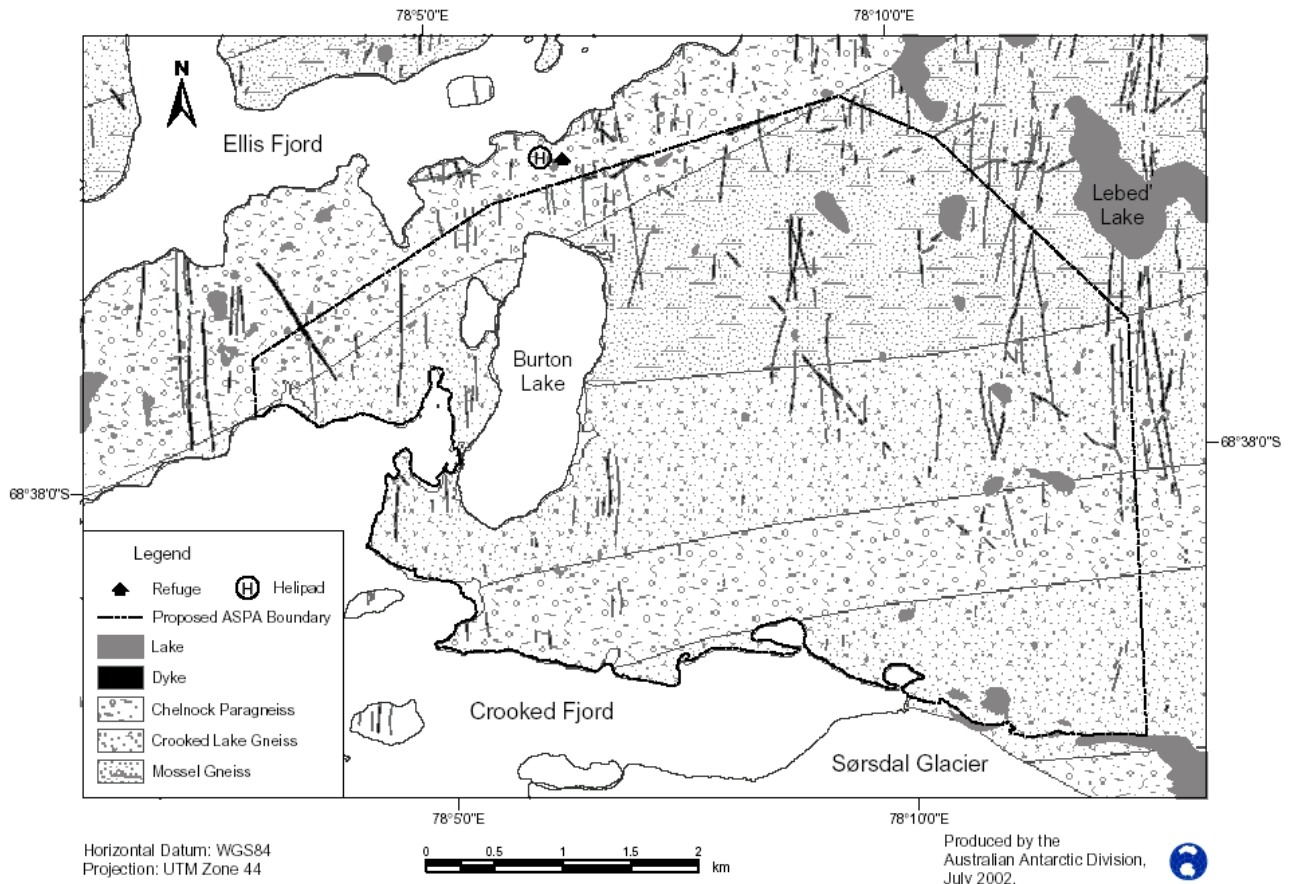 78°5'0"E
78°10'0"E
N
Ellis Fjord
H
Lebed'
Lake
Burton
Lake
68°38'0"S
68°38'0"S
Legend
Refuge
H
Helipad
Proposed ASPA Boundary
Lake
Dyke
Chelnock Paragneiss
Crooked Lake Gneiss
Mossel Gneiss
Crooked Fjord
Sørsdal Glacier
78°5'0"E
78°10'0"E
Horizontal Datum: WGS84
Projection: UTM Zone 44
0 0.5 1 1.5 2
km
Produced by the
Australian Antarctic Division,
July 2002.